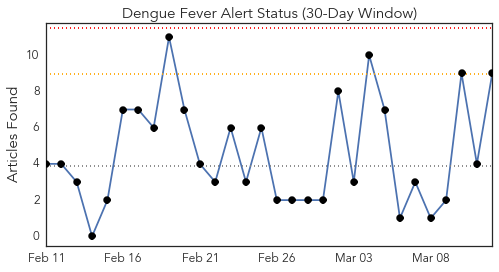 Dengue Fever Alert Status (30-Day Window)
Articles Found
10
8
6
4
2
0
Feb 11 Feb 16 Feb 21 Feb 26 Mar 03 Mar 08